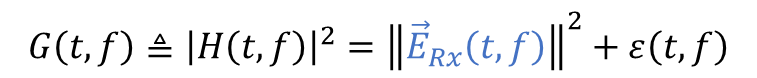 G(t, f) ≜ |H(t, f)|² = ‖E⃗_Rx(t, f)‖² + ε(t, f)